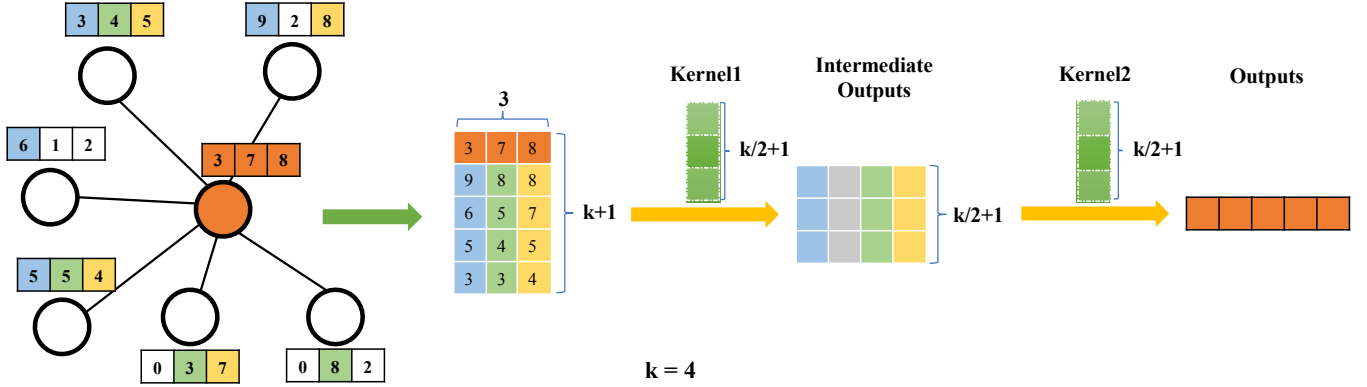 3 4 5
9 2 8
6 1 2
3 7 8
5 5 4
0 3 7
0 8 2
3
3 7 8
9 8 8
6 5 7
5 4 5
3 3 4
k+1
Kernel1
k/2+1
Intermediate
Outputs
k/2+1
Kernel2
k/2+1
Outputs
k = 4